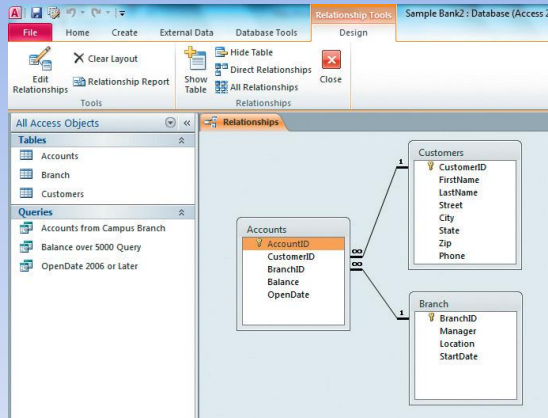 Relationship Tools
Sample Bank2 : Database (Access 2
File
Home
Create
External Data
Database Tools
Design
Edit Relationships
Clear Layout
Relationship Report
Tools
Show Table
Hide Table
Direct Relationships
All Relationships
Relationships
Close
All Access Objects
Tables
Accounts
Branch
Customers
Queries
Accounts from Campus Branch
Balance over 5000 Query
OpenDate 2006 or Later
Relationships
Accounts
AccountID
CustomerID
BranchID
Balance
OpenDate
1
∞
∞
1
Customers
CustomerID
FirstName
LastName
Street
City
State
Zip
Phone
Branch
BranchID
Manager
Location
StartDate